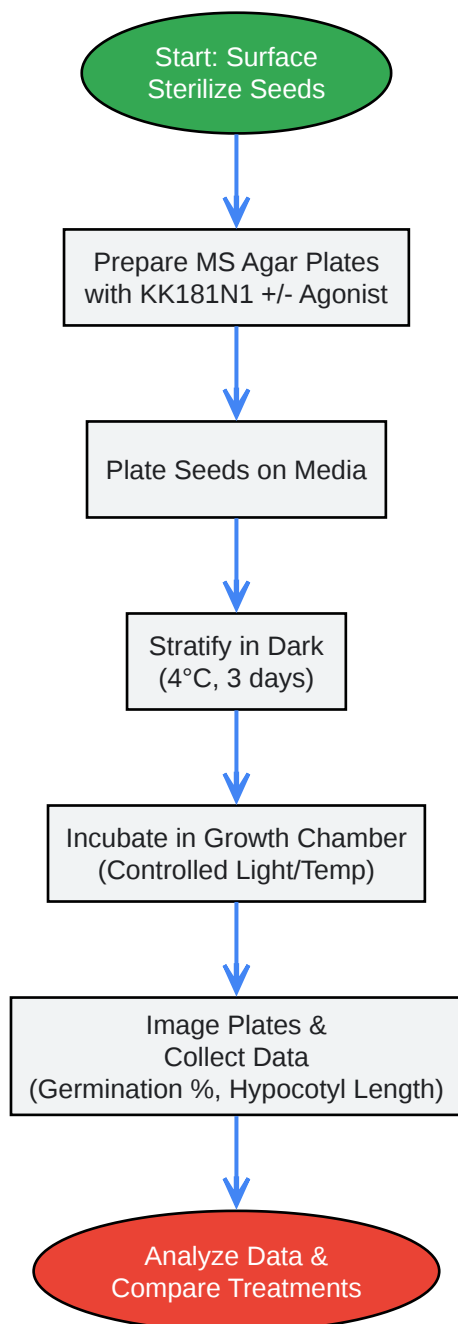 Start: Surface
Sterilize Seeds
Prepare MS Agar Plates
with KK181N1 +/- Agonist
Plate Seeds on Media
Stratify in Dark
(4°C, 3 days)
Incubate in Growth Chamber
(Controlled Light/Temp)
Image Plates &
Collect Data
(Germination %, Hypocotyl Length)
Analyze Data &
Compare Treatments